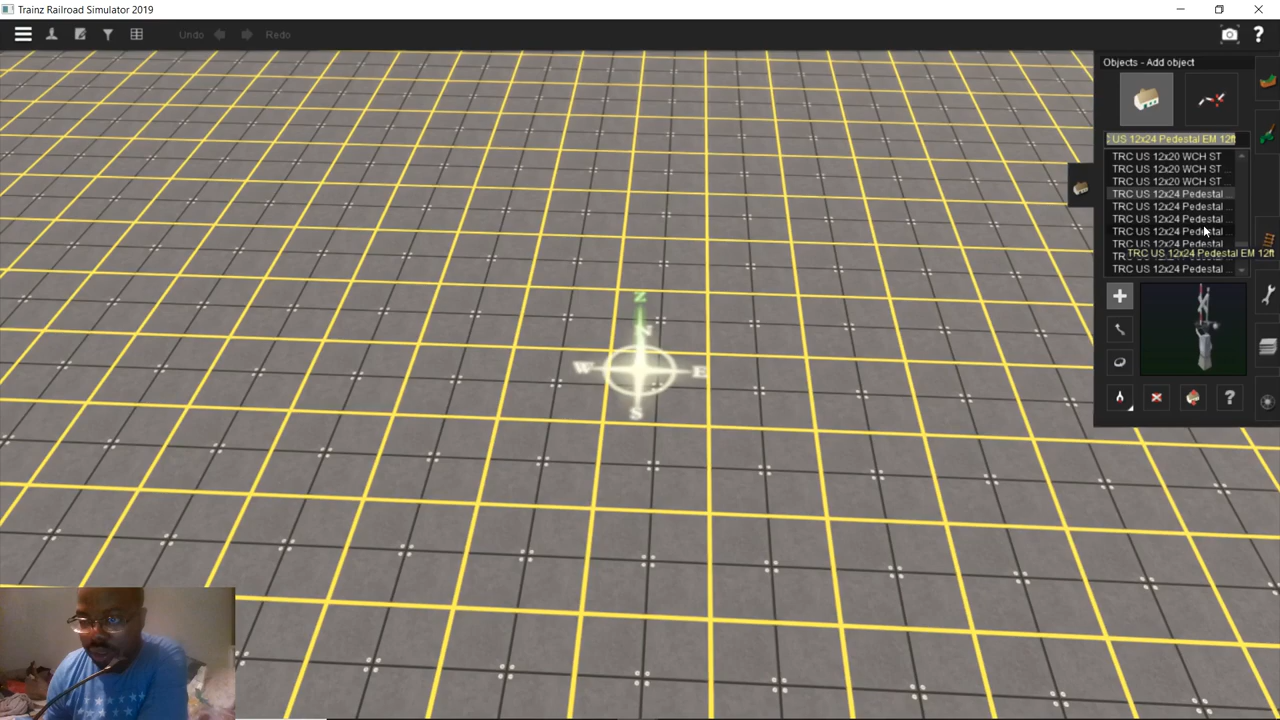 Trainz Railroad Simulator 2019
Undo
Redo
Objects - Add object
US 12x24 Pedestal EM 12ft
TRC US 12x20 WCH ST
TRC US 12x20 WCH ST
TRC US 12x20 WCH ST
TRC US 12x24 Pedestal
TRC US 12x24 Pedestal
TRC US 12x24 Pedestal
TRC US 12x24 Pedestal
TRC US 12x24 Pedestal
TRC US 12x24 Pedestal EM 12ft
TRC US 12x24 Pedestal
Z
N
W
E
S